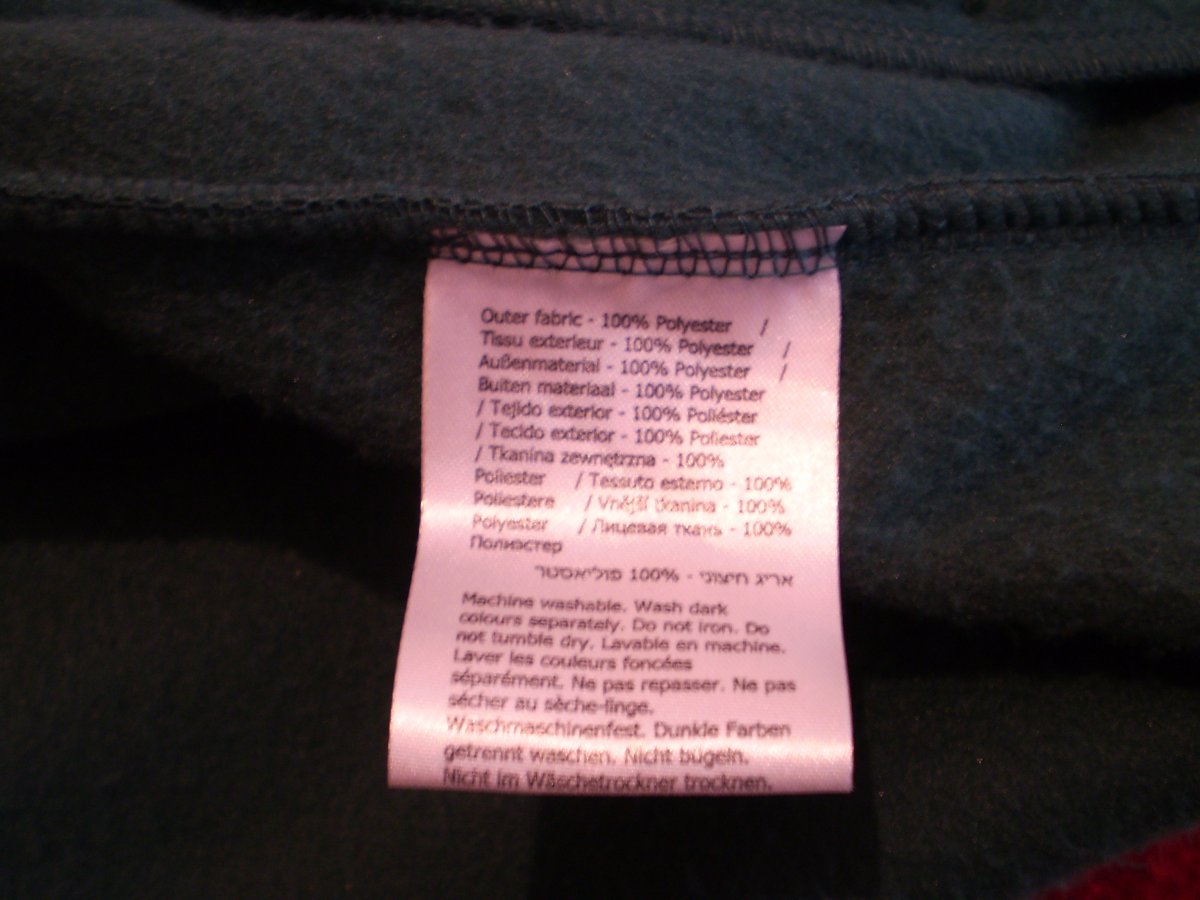 Outer fabric - 100% Polyester /
Tissu exterieur - 100% Polyester /
Außenmaterial - 100% Polyester /
Buiten materiaal - 100% Polyester
/ Tejido exterior - 100% Poliéster
/ Tecido exterior - 100% Poliester
/ Tkanina zewnętrzna - 100%
Poliester / Tessuto esterno - 100%
Poliestere / Vnější tkanina - 100%
Polyester / Лицевая ткань - 100%
Полиэстер
אריג חיצוני - 100% פוליאסטר
Machine washable. Wash dark
colours separately. Do not iron. Do
not tumble dry. Lavable en machine.
Laver les couleurs foncées
séparément. Ne pas repasser. Ne pas
sécher au sèche-linge.
Waschmaschinenfest. Dunkle Farben
getrennt waschen. Nicht bügeln.
Nicht im Wäschetrockner trocknen.